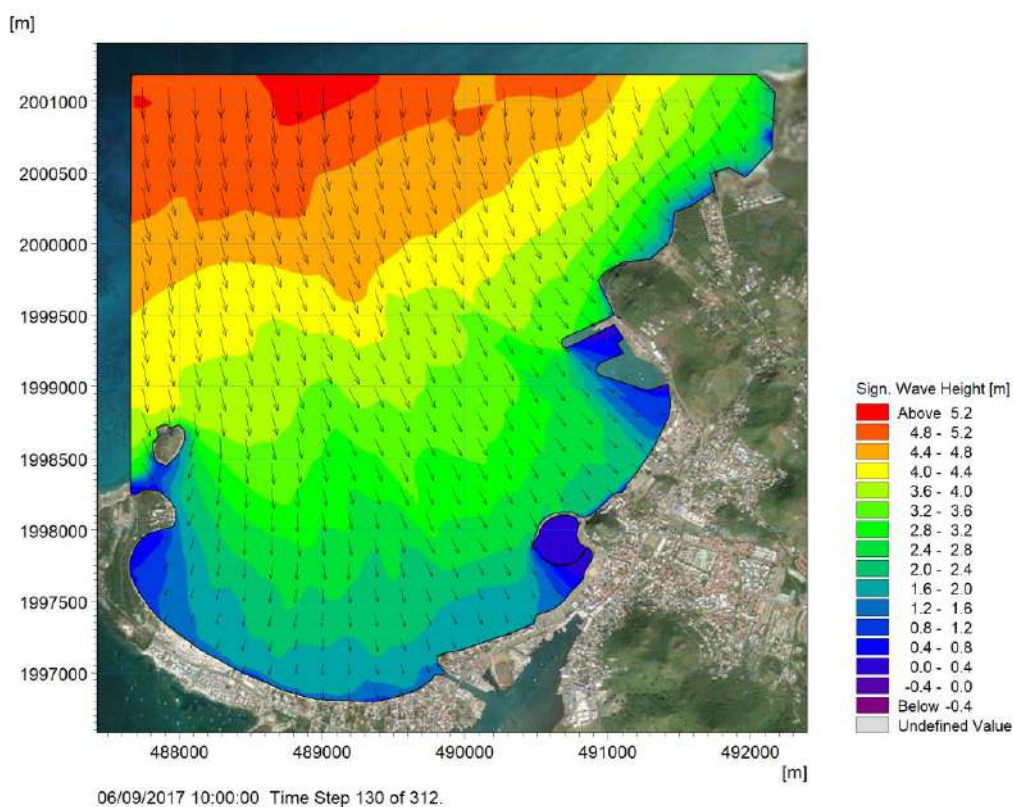 [m]
2001000
2000500
2000000
1999500
1999000
1998500
1998000
1997500
1997000
488000 489000 490000 491000 492000
[m]
Sign. Wave Height [m]
Above 5.2
4.8 - 5.2
4.4 - 4.8
4.0 - 4.4
3.6 - 4.0
3.2 - 3.6
2.8 - 3.2
2.4 - 2.8
2.0 - 2.4
1.6 - 2.0
1.2 - 1.6
0.8 - 1.2
0.4 - 0.8
0.0 - 0.4
-0.4 - 0.0
Below -0.4
Undefined Value
06/09/2017 10:00:00 Time Step 130 of 312.